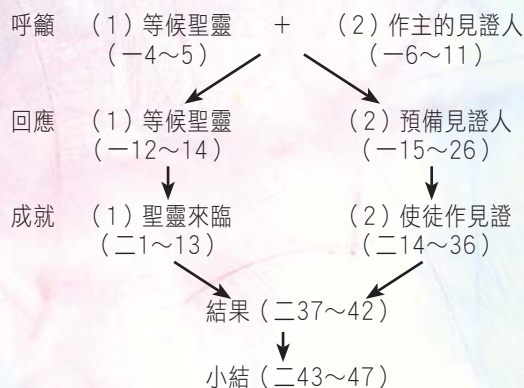 呼籲 （1）等候聖靈 + （2）作主的見證人
（一4～5） （一6～11）
回應 （1）等候聖靈 （2）預備見證人
（一12～14） （一15～26）
成就 （1）聖靈來臨 （2）使徒作見證
（二1～13） （二14～36）
結果（二37～42）
小結（二43～47）